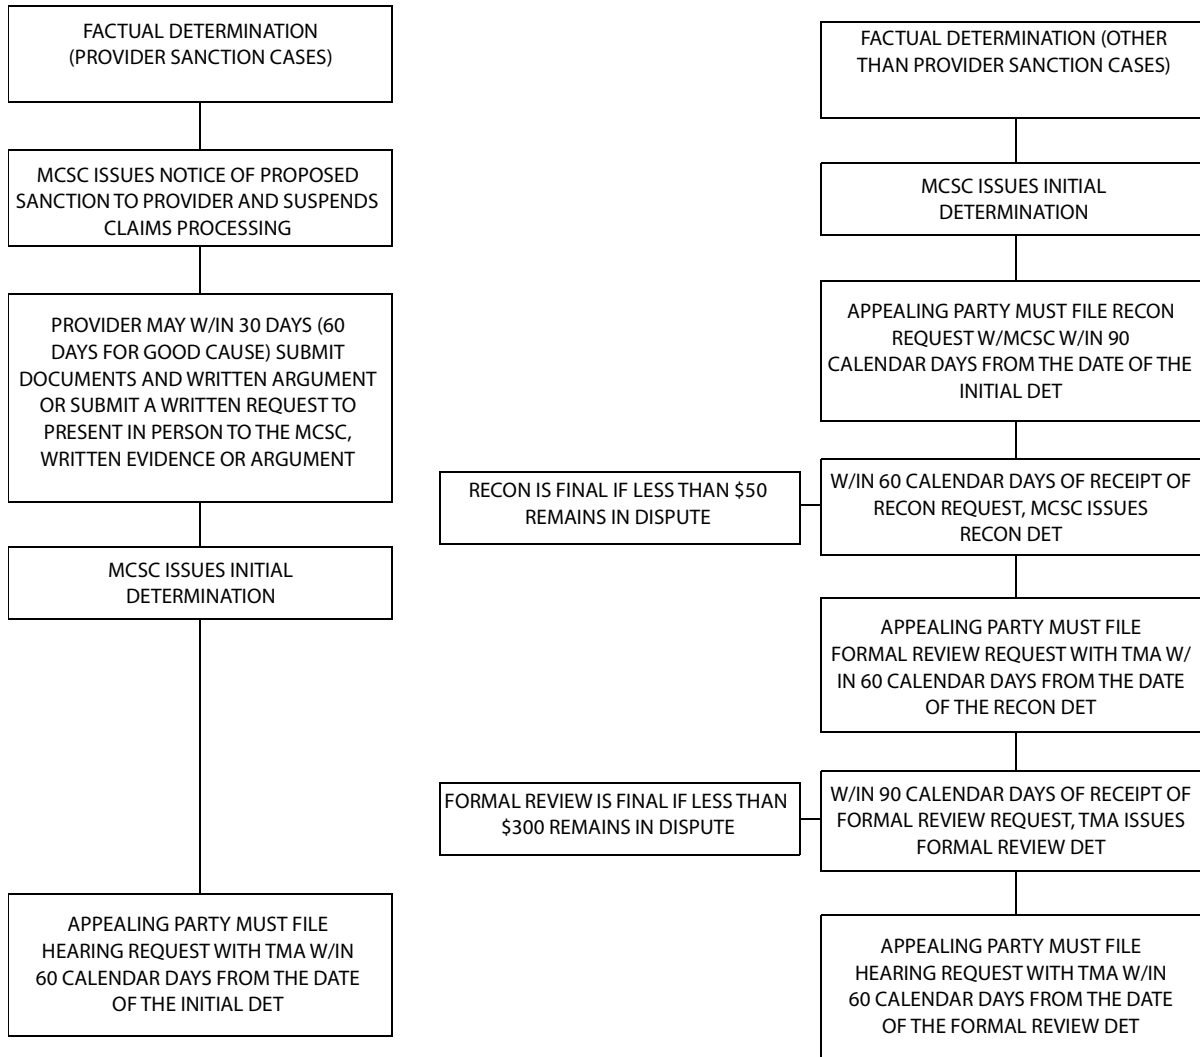 FACTUAL DETERMINATION
(PROVIDER SANCTION CASES)
MCSC ISSUES NOTICE OF PROPOSED
SANCTION TO PROVIDER AND SUSPENDS
CLAIMS PROCESSING
PROVIDER MAY W/IN 30 DAYS (60
DAYS FOR GOOD CAUSE) SUBMIT
DOCUMENTS AND WRITTEN ARGUMENT
OR SUBMIT A WRITTEN REQUEST TO
PRESENT IN PERSON TO THE MCSC,
WRITTEN EVIDENCE OR ARGUMENT
MCSC ISSUES INITIAL
DETERMINATION
APPEALING PARTY MUST FILE
HEARING REQUEST WITH TMA W/IN
60 CALENDAR DAYS FROM THE DATE
OF THE INITIAL DET
FACTUAL DETERMINATION (OTHER
THAN PROVIDER SANCTION CASES)
MCSC ISSUES INITIAL
DETERMINATION
APPEALING PARTY MUST FILE RECON
REQUEST W/MCSC W/IN 90
CALENDAR DAYS FROM THE DATE OF THE
INITIAL DET
W/IN 60 CALENDAR DAYS OF RECEIPT OF
RECON REQUEST, MCSC ISSUES
RECON DET
RECON IS FINAL IF LESS THAN $50
REMAINS IN DISPUTE
APPEALING PARTY MUST FILE
FORMAL REVIEW REQUEST WITH TMA W/
IN 60 CALENDAR DAYS FROM THE DATE
OF THE RECON DET
W/IN 90 CALENDAR DAYS OF RECEIPT OF
FORMAL REVIEW REQUEST, TMA ISSUES
FORMAL REVIEW DET
FORMAL REVIEW IS FINAL IF LESS THAN
$300 REMAINS IN DISPUTE
APPEALING PARTY MUST FILE
HEARING REQUEST WITH TMA W/IN
60 CALENDAR DAYS FROM THE DATE
OF THE FORMAL REVIEW DET